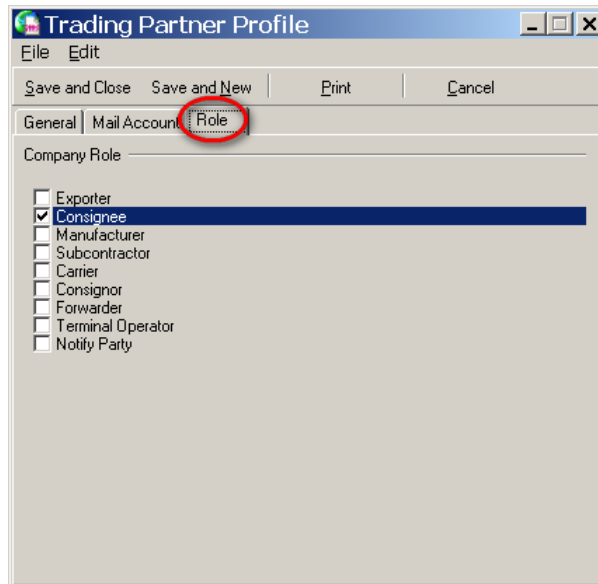 Trading Partner Profile
File Edit
Save and Close Save and New Print Cancel
General Mail Account Role
Company Role
Exporter
Consignee
Manufacturer
Subcontractor
Carrier
Consignor
Forwarder
Terminal Operator
Notify Party